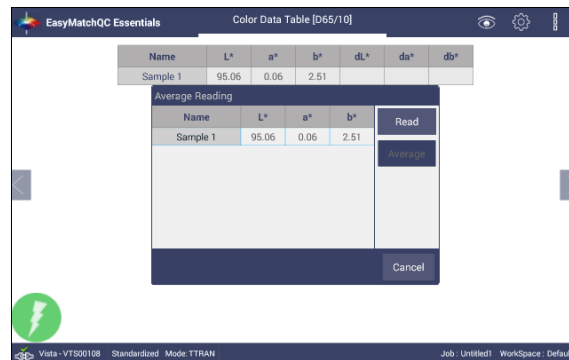 EasyMatchQC Essentials Color Data Table [D65/10]
Name L* a* b* dL* da* db*
Sample 1 95.06 0.06 2.51
Average Reading
Name L* a* b*
Sample 1 95.06 0.06 2.51
Read
Average
Cancel
Vista - VTS00108 Standardized Mode: TTRAN Job : Untitled1 WorkSpace : Defau